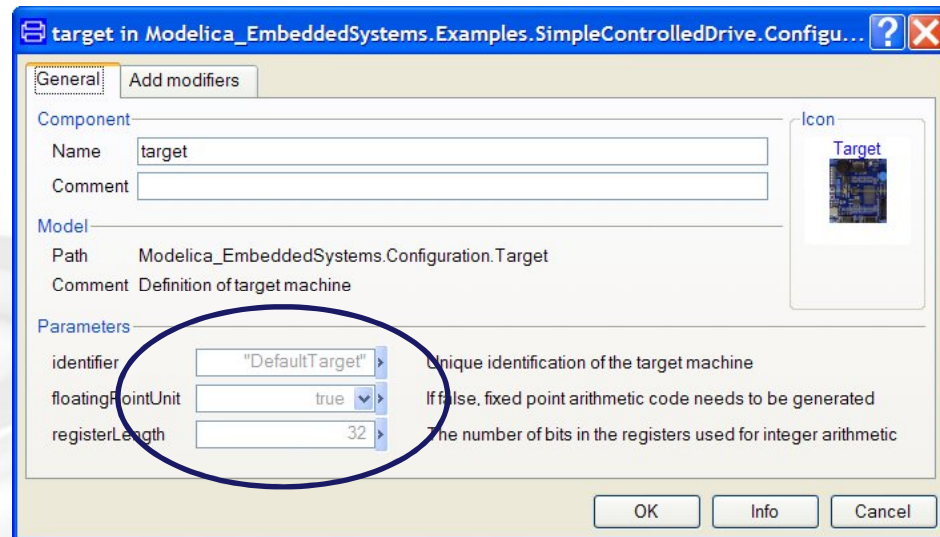 target in Modelica_EmbeddedSystems.Examples.SimpleControlledDrive.Configu... ?
General Add modifiers
Component
Name target
Comment
Icon
Target
Model
Path Modelica_EmbeddedSystems.Configuration.Target
Comment Definition of target machine
Parameters
identifier "DefaultTarget" Unique identification of the target machine
floatingPointUnit true If false, fixed point arithmetic code needs to be generated
registerLength 32 The number of bits in the registers used for integer arithmetic
OK Info Cancel